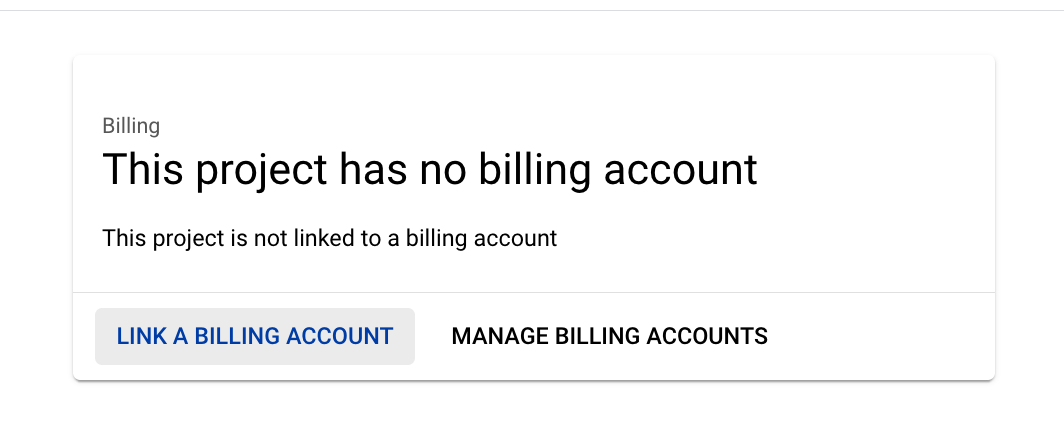 Billing
This project has no billing account
This project is not linked to a billing account
LINK A BILLING ACCOUNT
MANAGE BILLING ACCOUNTS